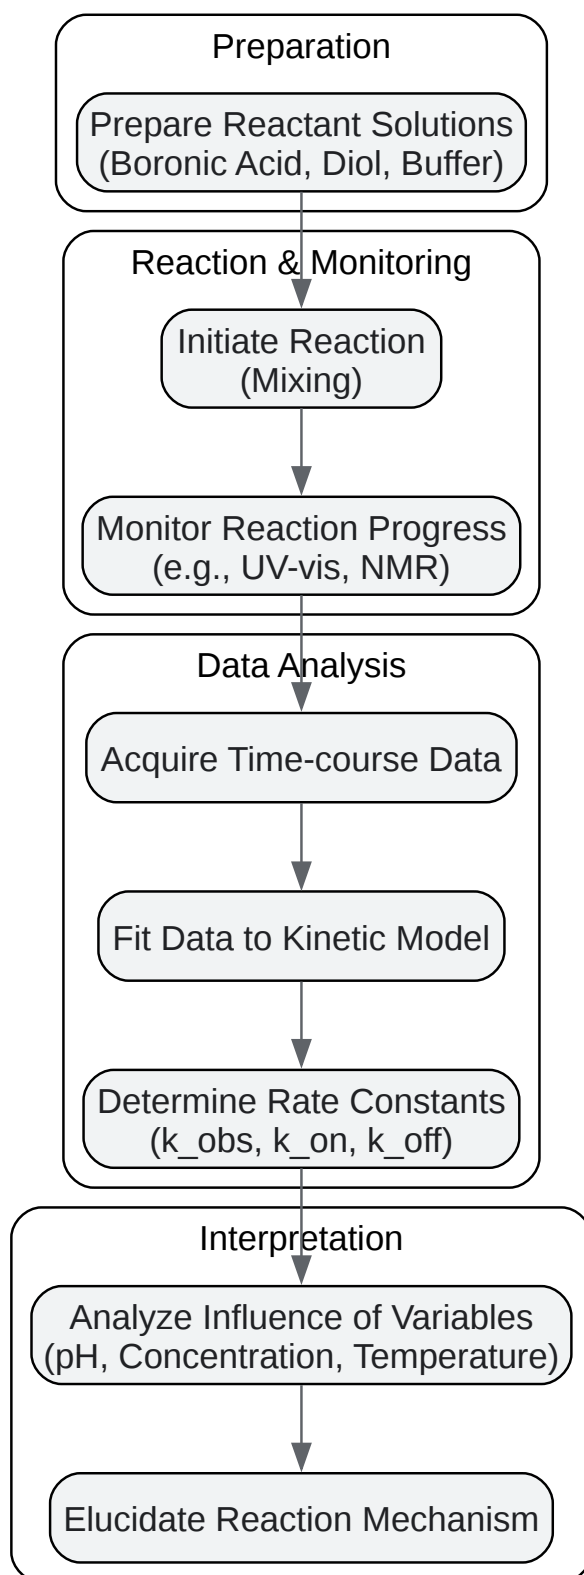 Preparation
Prepare Reactant Solutions
(Boronic Acid, Diol, Buffer)
Reaction & Monitoring
Initiate Reaction
(Mixing)
Monitor Reaction Progress
(e.g., UV-vis, NMR)
Data Analysis
Acquire Time-course Data
Fit Data to Kinetic Model
Determine Rate Constants
(k_obs, k_on, k_off)
Interpretation
Analyze Influence of Variables
(pH, Concentration, Temperature)
Elucidate Reaction Mechanism